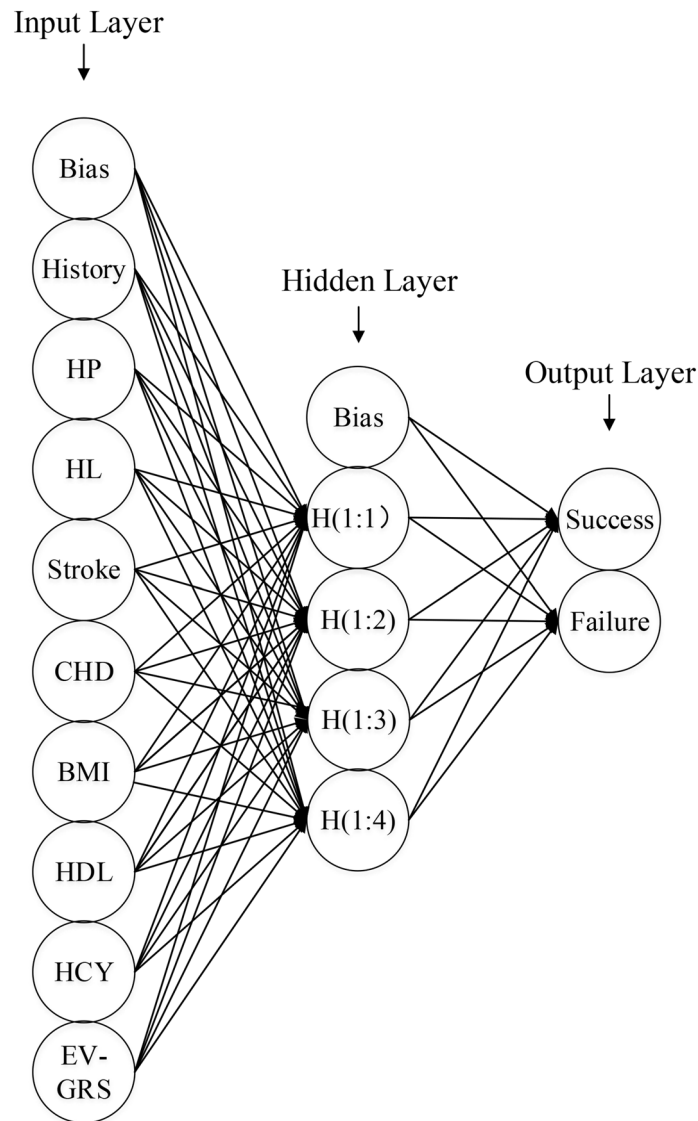 Input Layer
Bias
History
HP
HL
Stroke
CHD
BMI
HDL
HCY
EV-
GRS
Hidden Layer
Bias
H(1:1）
H(1:2)
H(1:3)
H(1:4)
Output Layer
Success
Failure